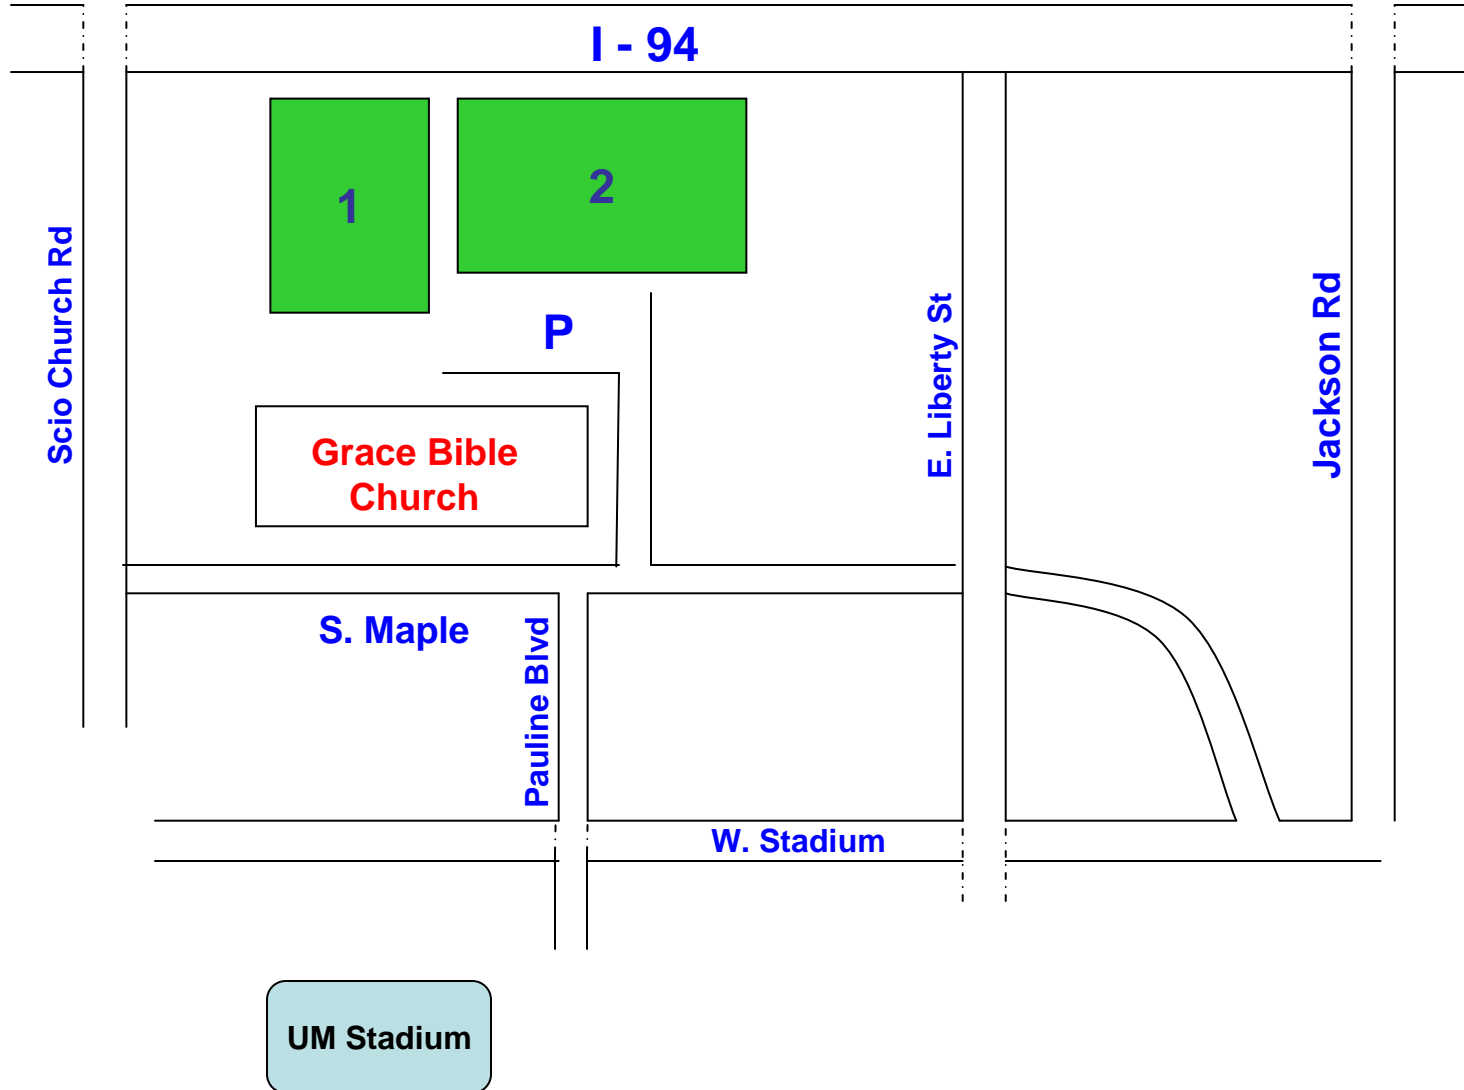 I - 94
1
2
Scio Church Rd
P
E. Liberty St
Jackson Rd
Grace Bible
Church
S. Maple
Pauline Blvd
W. Stadium
UM Stadium